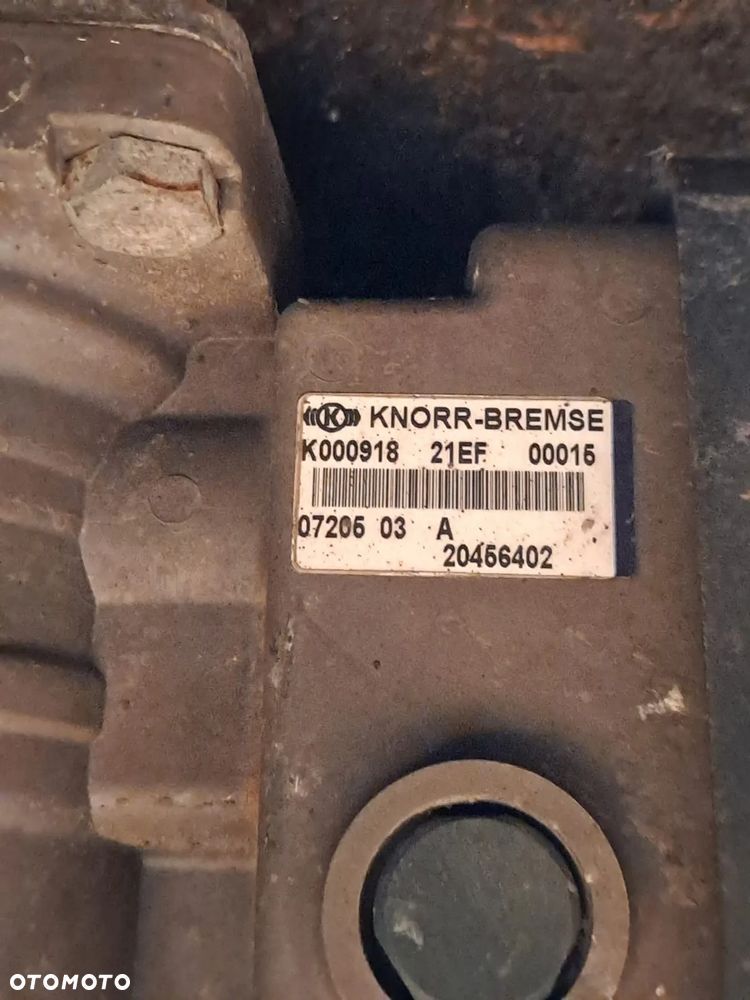 K KNORR-BREMSE
K000918 21EF 00015
07205 03 A
20456402
OTOMOTO